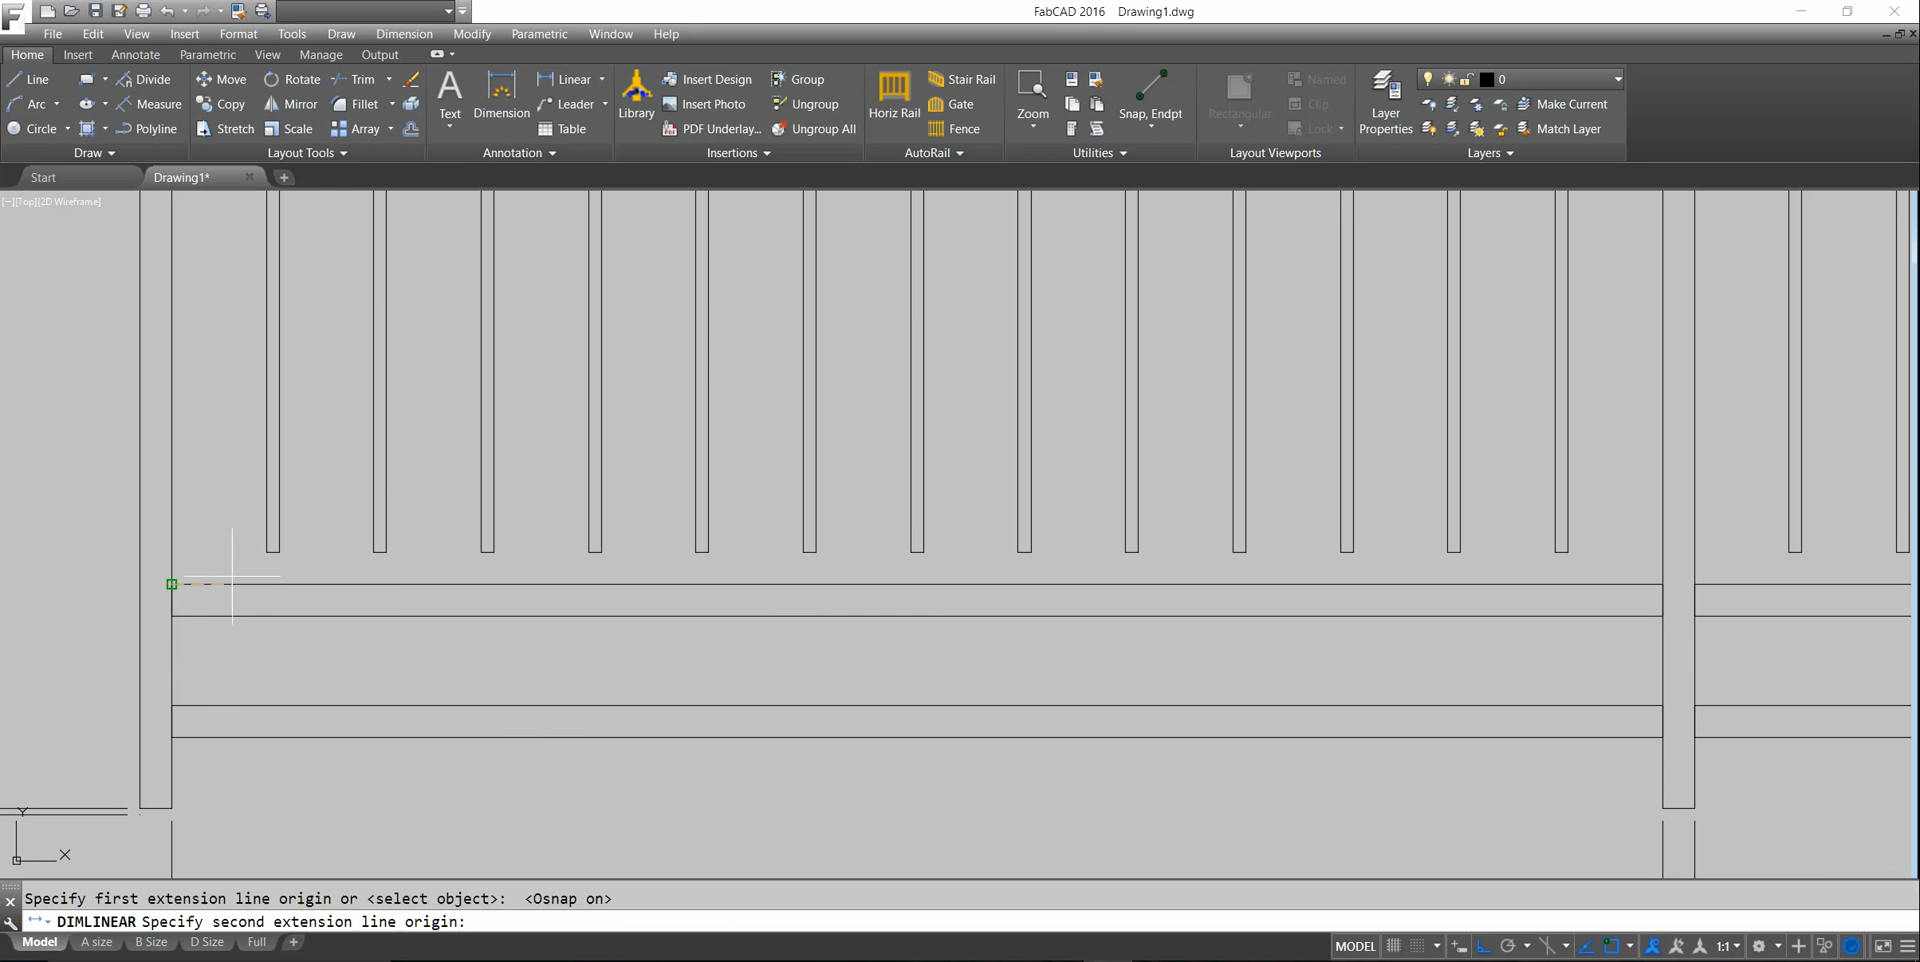 FabCAD 2016 Drawing1.dwg
File Edit View Insert Format Tools Draw Dimension Modify Parametric Window Help
Home Insert Annotate Parametric View Manage Output
Line Divide Move Rotate Trim Linear Insert Design Group Stair Rail Named 0
Arc Measure Copy Mirror Fillet Text Dimension Leader Library Insert Photo Ungroup Horiz Rail Gate Zoom Snap, Endpt Rectangular Clip Layer Properties Make Current
Circle Polyline Stretch Scale Array Table PDF Underlay... Ungroup All Fence Lock Match Layer
Draw Layout Tools Annotation Insertions AutoRail Utilities Layout Viewports Layers
Start Drawing1*
[−][Top][2D Wireframe]
Y
X
Specify first extension line origin or <select object>: <Osnap on>
DIMLINEAR Specify second extension line origin:
Model A size B Size D Size Full MODEL 1:1